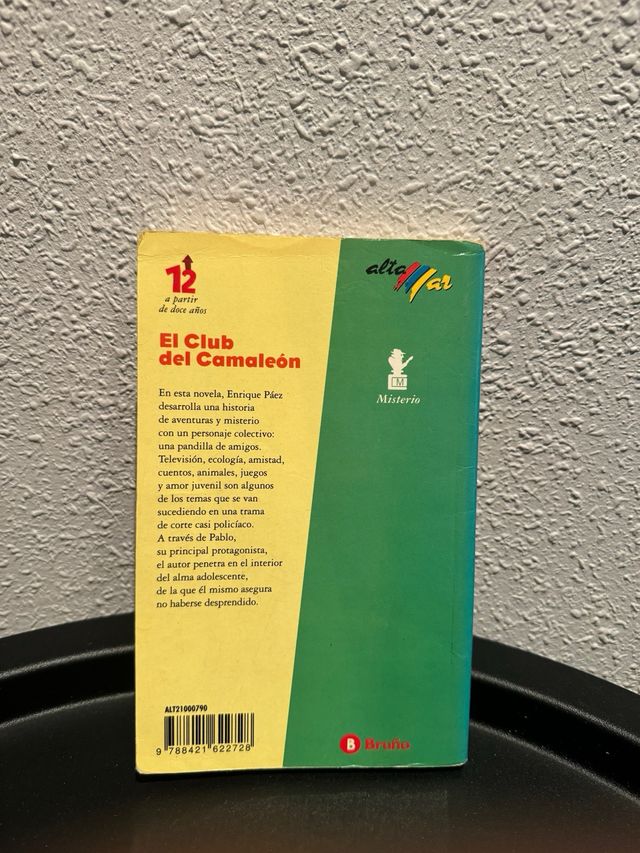 12
a partir
de doce años
El Club
del Camaleón
En esta novela, Enrique Páez
desarrolla una historia
de aventuras y misterio
con un personaje colectivo:
una pandilla de amigos.
Televisión, ecología, amistad,
cuentos, animales, juegos
y amor juvenil son algunos
de los temas que se van
sucediendo en una trama
de corte casi policíaco.
A través de Pablo,
su principal protagonista,
el autor penetra en el interior
del alma adolescente,
de la que él mismo asegura
no haberse desprendido.
ALT21000790
9 788421 622728
alta Mar
M
Misterio
B Bruño